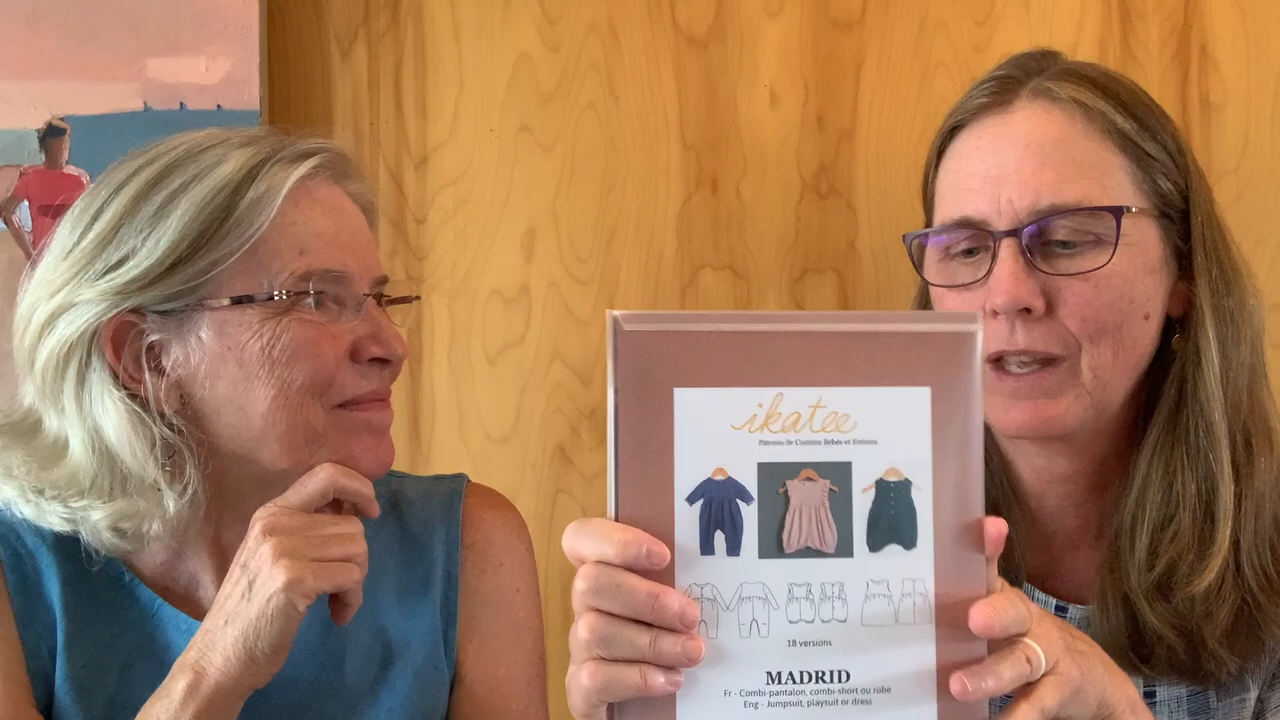 ikatee
Patrons de Couture Bébés et Enfants
18 versions
MADRID
Fr - Combi-pantalon, combi-short ou robe
Eng - Jumpsuit, playsuit or dress